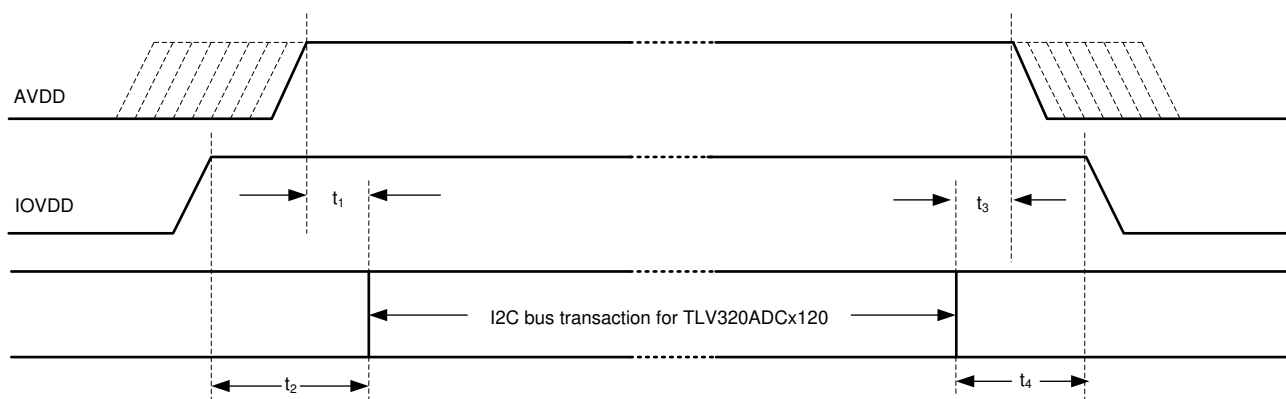 AVDD
IOVDD
t1
t3
I2C bus transaction for TLV320ADCx120
t2
t4